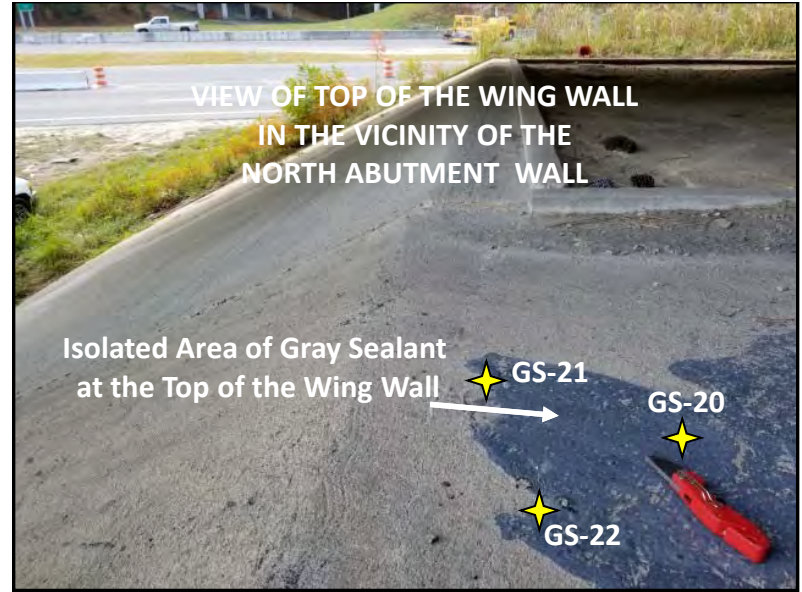 VIEW OF TOP OF THE WING WALL
IN THE VICINITY OF THE
NORTH ABUTMENT WALL
Isolated Area of Gray Sealant
at the Top of the Wing Wall
GS-21
GS-20
GS-22